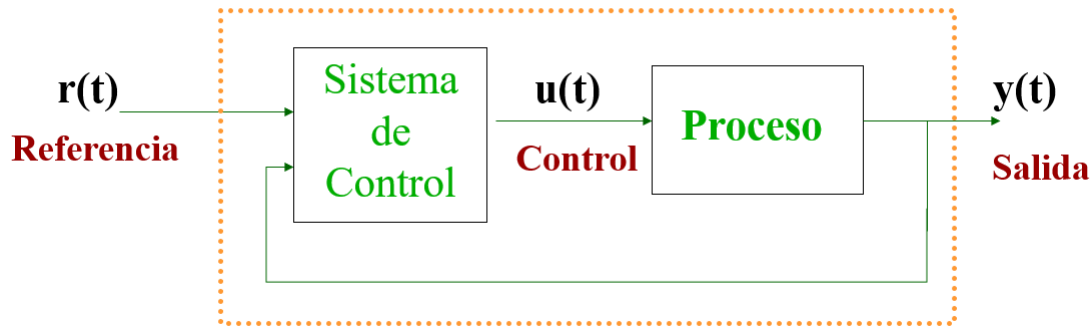 r(t)
Referencia
Sistema
de
Control
u(t)
Control
Proceso
y(t)
Salida